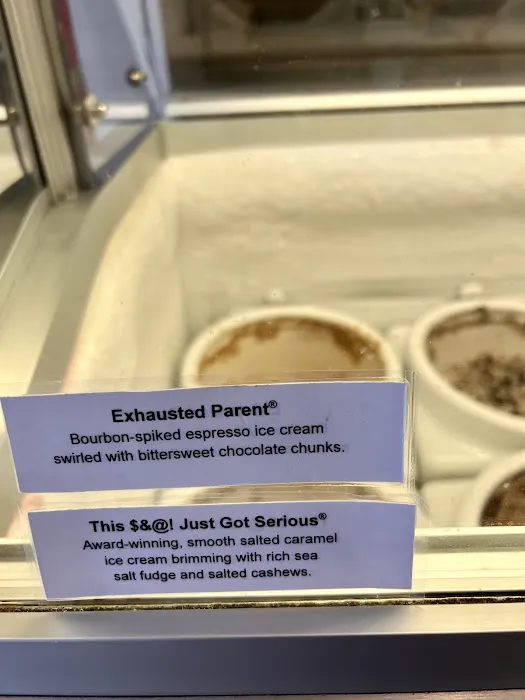 Exhausted Parent®
Bourbon-spiked espresso ice cream
swirled with bittersweet chocolate chunks.
This $&@! Just Got Serious®
Award-winning, smooth salted caramel
ice cream brimming with rich sea
salt fudge and salted cashews.